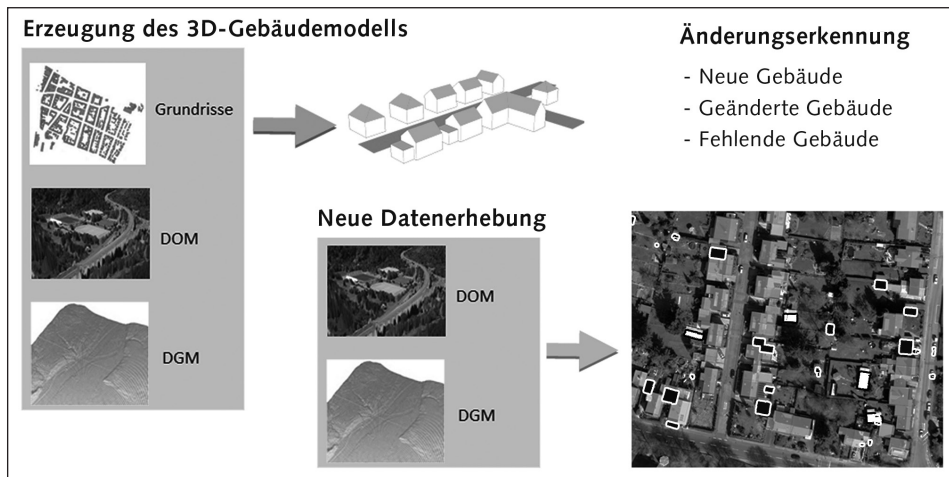 Erzeugung des 3D-Gebäudemodells
Grundrisse
DOM
DGM
Neue Datenerhebung
DOM
DGM
Änderungserkennung
- Neue Gebäude
- Geänderte Gebäude
- Fehlende Gebäude